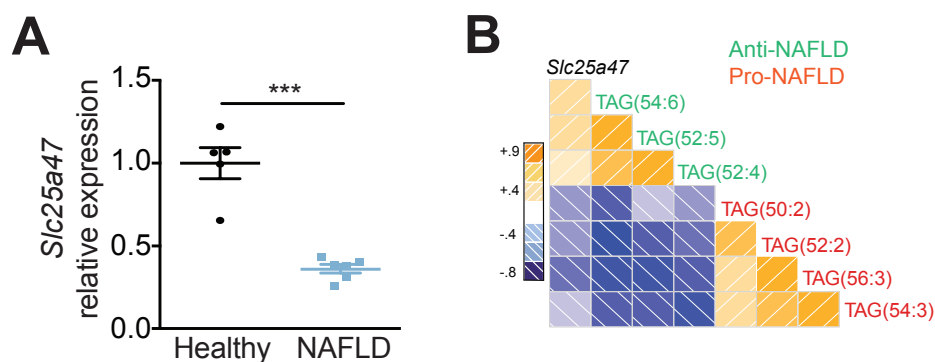 A
Slc25a47
relative expression
1.5
1.0
0.5
0.0
***
Healthy
NAFLD
B
Slc25a47
Anti-NAFLD
Pro-NAFLD
+.9
+.4
-.4
-.8
TAG(54:6)
TAG(52:5)
TAG(52:4)
TAG(50:2)
TAG(52:2)
TAG(56:3)
TAG(54:3)